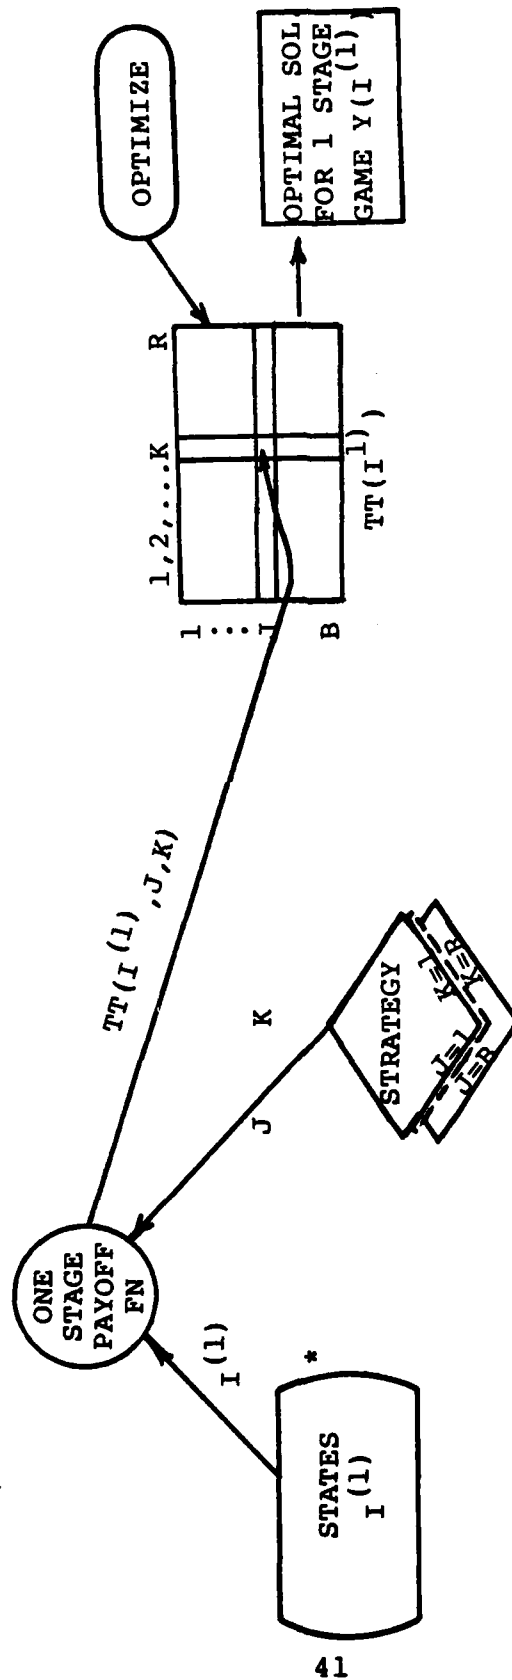 ONE
STAGE
PAYOFF
FN
STATES
I(1)
*
I(1)
J
K
STRATEGY
J=1
K=1
J=B
K=R
TT(I(1),J,K)
1,2,...K
R
1
:
I
B
TT(I1))
OPTIMIZE
OPTIMAL SOL
FOR 1 STAGE
GAME Y(I(1))
41